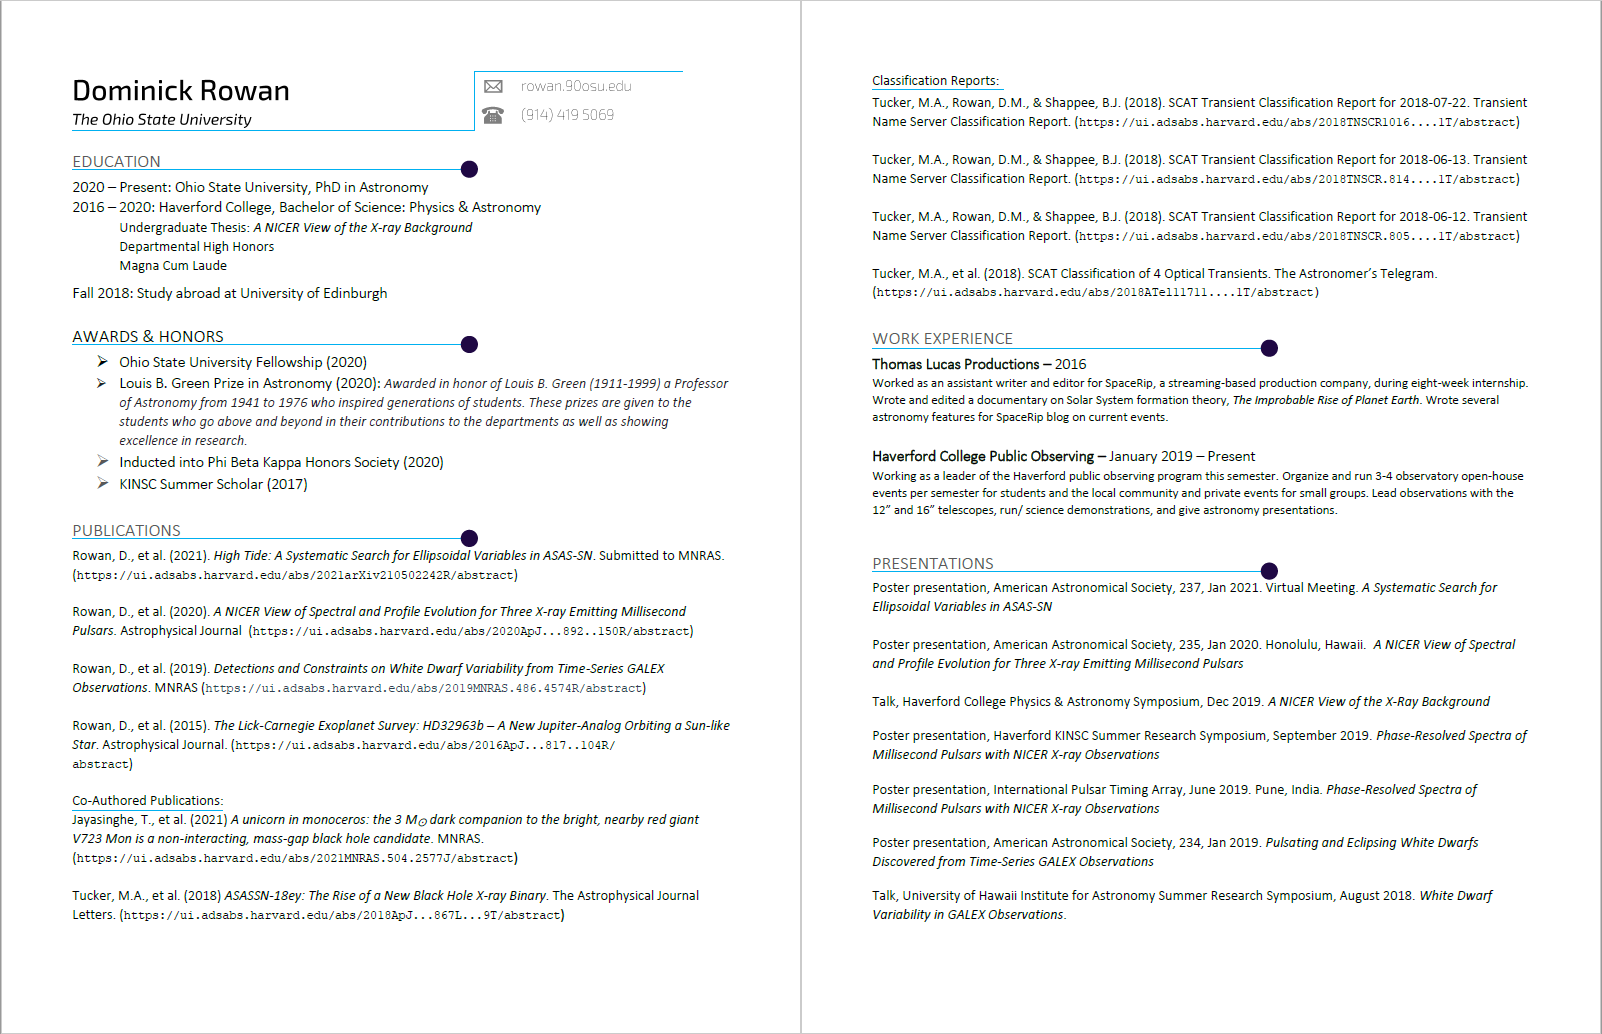 Dominick Rowan
The Ohio State University
rowan.90osu.edu
(914) 419 5069
EDUCATION
2020 – Present: Ohio State University, PhD in Astronomy
2016 – 2020: Haverford College, Bachelor of Science: Physics & Astronomy
Undergraduate Thesis: A NICER View of the X-ray Background
Departmental High Honors
Magna Cum Laude
Fall 2018: Study abroad at University of Edinburgh
AWARDS & HONORS
➢ Ohio State University Fellowship (2020)
➢ Louis B. Green Prize in Astronomy (2020): Awarded in honor of Louis B. Green (1911-1999) a Professor
of Astronomy from 1941 to 1976 who inspired generations of students. These prizes are given to the
students who go above and beyond in their contributions to the departments as well as showing
excellence in research.
➢ Inducted into Phi Beta Kappa Honors Society (2020)
➢ KINSC Summer Scholar (2017)
PUBLICATIONS
Rowan, D., et al. (2021). High Tide: A Systematic Search for Ellipsoidal Variables in ASAS-SN. Submitted to MNRAS.
(https://ui.adsabs.harvard.edu/abs/2021arXiv210502242R/abstract)
Rowan, D., et al. (2020). A NICER View of Spectral and Profile Evolution for Three X-ray Emitting Millisecond
Pulsars. Astrophysical Journal (https://ui.adsabs.harvard.edu/abs/2020ApJ...892..150R/abstract)
Rowan, D., et al. (2019). Detections and Constraints on White Dwarf Variability from Time-Series GALEX
Observations. MNRAS (https://ui.adsabs.harvard.edu/abs/2019MNRAS.486.4574R/abstract)
Rowan, D., et al. (2015). The Lick-Carnegie Exoplanet Survey: HD32963b – A New Jupiter-Analog Orbiting a Sun-like
Star. Astrophysical Journal. (https://ui.adsabs.harvard.edu/abs/2016ApJ...817..104R/
abstract)
Co-Authored Publications:
Jayasinghe, T., et al. (2021) A unicorn in monoceros: the 3 M⊙ dark companion to the bright, nearby red giant
V723 Mon is a non-interacting, mass-gap black hole candidate. MNRAS.
(https://ui.adsabs.harvard.edu/abs/2021MNRAS.504.2577J/abstract)
Tucker, M.A., et al. (2018) ASASSN-18ey: The Rise of a New Black Hole X-ray Binary. The Astrophysical Journal
Letters. (https://ui.adsabs.harvard.edu/abs/2018ApJ...867L...9T/abstract)
Classification Reports:
Tucker, M.A., Rowan, D.M., & Shappee, B.J. (2018). SCAT Transient Classification Report for 2018-07-22. Transient
Name Server Classification Report. (https://ui.adsabs.harvard.edu/abs/2018TNSCR1016....1T/abstract)
Tucker, M.A., Rowan, D.M., & Shappee, B.J. (2018). SCAT Transient Classification Report for 2018-06-13. Transient
Name Server Classification Report. (https://ui.adsabs.harvard.edu/abs/2018TNSCR.814....1T/abstract)
Tucker, M.A., Rowan, D.M., & Shappee, B.J. (2018). SCAT Transient Classification Report for 2018-06-12. Transient
Name Server Classification Report. (https://ui.adsabs.harvard.edu/abs/2018TNSCR.805....1T/abstract)
Tucker, M.A., et al. (2018). SCAT Classification of 4 Optical Transients. The Astronomer’s Telegram.
(https://ui.adsabs.harvard.edu/abs/2018ATel11711....1T/abstract)
WORK EXPERIENCE
Thomas Lucas Productions – 2016
Worked as an assistant writer and editor for SpaceRip, a streaming-based production company, during eight-week internship.
Wrote and edited a documentary on Solar System formation theory, The Improbable Rise of Planet Earth. Wrote several
astronomy features for SpaceRip blog on current events.
Haverford College Public Observing – January 2019 – Present
Working as a leader of the Haverford public observing program this semester. Organize and run 3-4 observatory open-house
events per semester for students and the local community and private events for small groups. Lead observations with the
12” and 16” telescopes, run/ science demonstrations, and give astronomy presentations.
PRESENTATIONS
Poster presentation, American Astronomical Society, 237, Jan 2021. Virtual Meeting. A Systematic Search for
Ellipsoidal Variables in ASAS-SN
Poster presentation, American Astronomical Society, 235, Jan 2020. Honolulu, Hawaii. A NICER View of Spectral
and Profile Evolution for Three X-ray Emitting Millisecond Pulsars
Talk, Haverford College Physics & Astronomy Symposium, Dec 2019. A NICER View of the X-Ray Background
Poster presentation, Haverford KINSC Summer Research Symposium, September 2019. Phase-Resolved Spectra of
Millisecond Pulsars with NICER X-ray Observations
Poster presentation, International Pulsar Timing Array, June 2019. Pune, India. Phase-Resolved Spectra of
Millisecond Pulsars with NICER X-ray Observations
Poster presentation, American Astronomical Society, 234, Jan 2019. Pulsating and Eclipsing White Dwarfs
Discovered from Time-Series GALEX Observations
Talk, University of Hawaii Institute for Astronomy Summer Research Symposium, August 2018. White Dwarf
Variability in GALEX Observations.